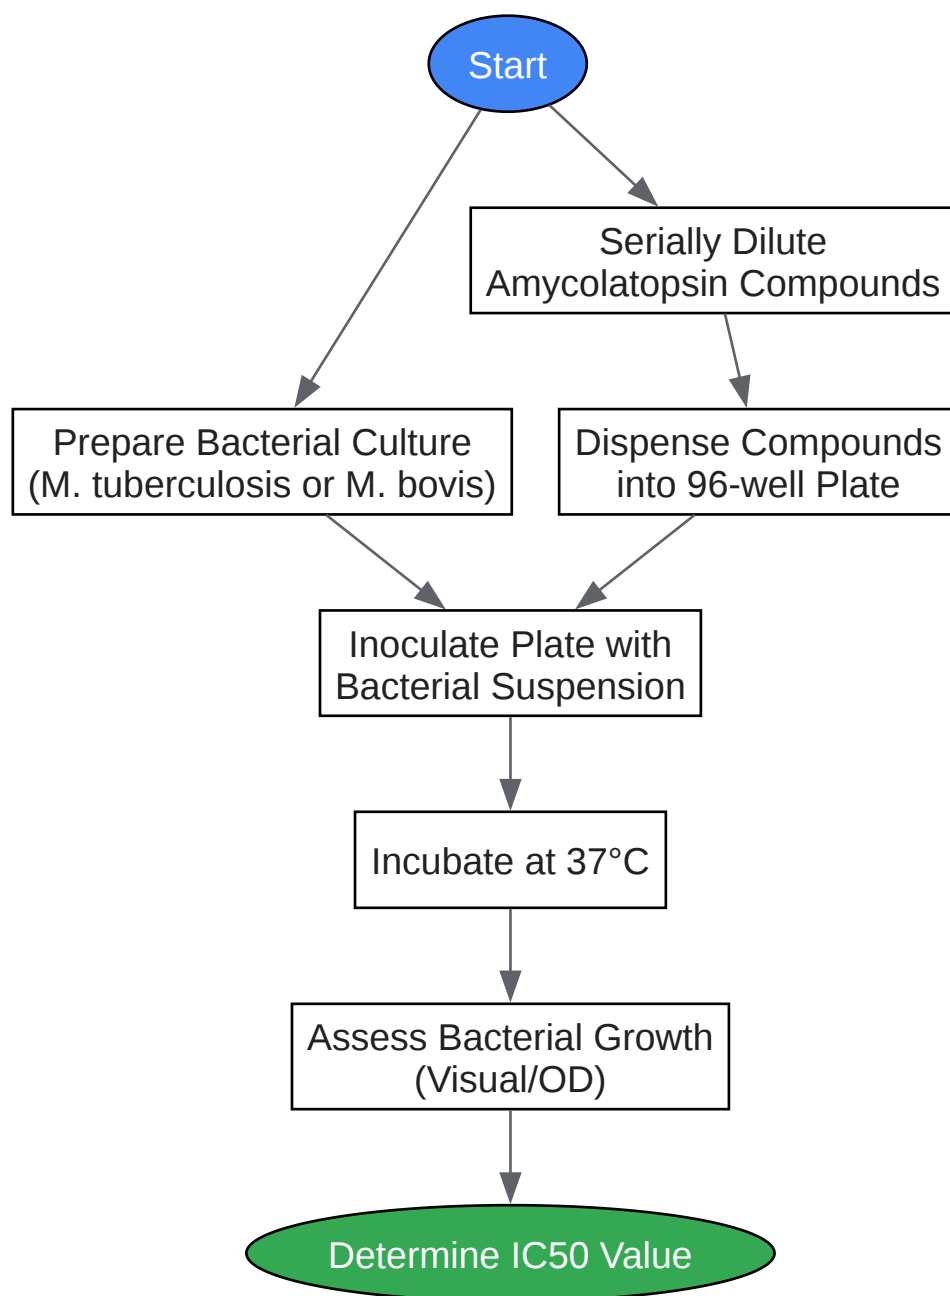 Start
Serially Dilute
Amycolatopsin Compounds
Prepare Bacterial Culture
(M. tuberculosis or M. bovis)
Dispense Compounds
into 96-well Plate
Inoculate Plate with
Bacterial Suspension
Incubate at 37°C
Assess Bacterial Growth
(Visual/OD)
Determine IC50 Value